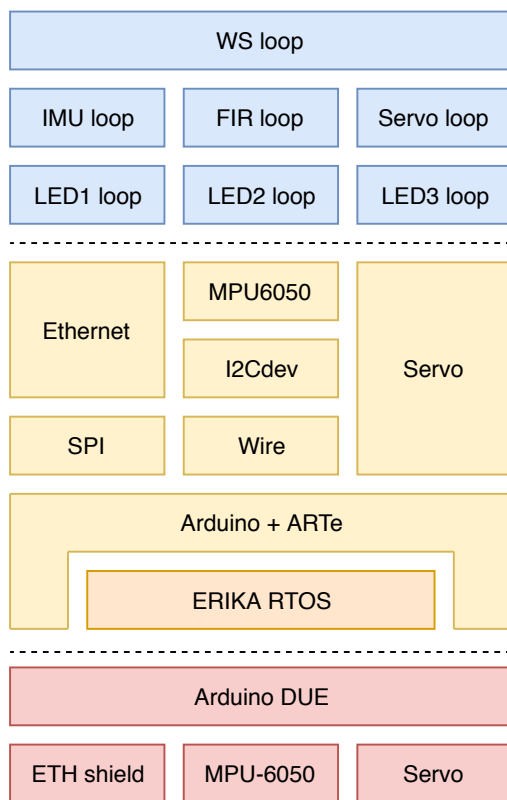 WS loop
IMU loop
FIR loop
Servo loop
LED1 loop
LED2 loop
LED3 loop
Ethernet
MPU6050
I2Cdev
Servo
SPI
Wire
Arduino + ARTe
ERIKA RTOS
Arduino DUE
ETH shield
MPU-6050
Servo